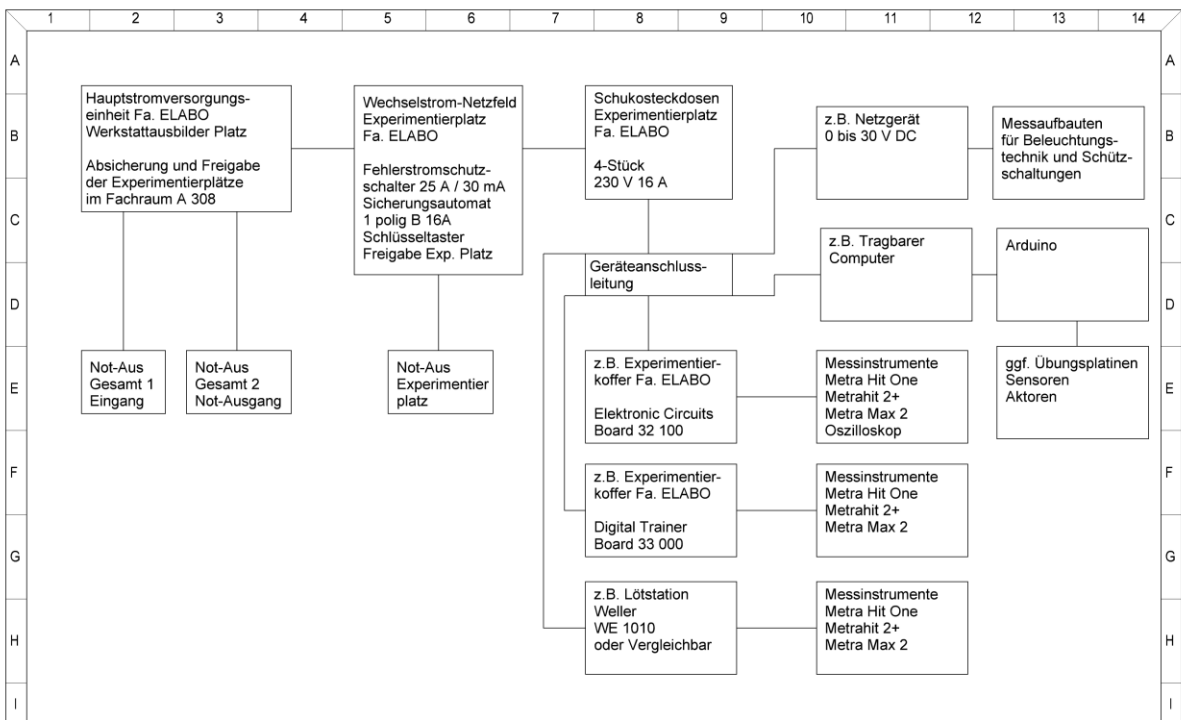 1 2 3 4 5 6 7 8 9 10 11 12 13 14
A A
B B
C C
D D
E E
F F
G G
H H
I I
Hauptstromversorgungs-
einheit Fa. ELABO
Werkstattausbilder Platz
Absicherung und Freigabe
der Experimentierplätze
im Fachraum A 308
Wechselstrom-Netzfeld
Experimentierplatz
Fa. ELABO
Fehlerstromschutz-
schalter 25 A / 30 mA
Sicherungsautomat
1 polig B 16A
Schlüsseltaster
Freigabe Exp. Platz
Schukosteckdosen
Experimentierplatz
Fa. ELABO
4-Stück
230 V 16 A
z.B. Netzgerät
0 bis 30 V DC
Messaufbauten
für Beleuchtungs-
technik und Schütz-
schaltungen
Geräteanschluss-
leitung
z.B. Tragbarer
Computer
Arduino
Not-Aus
Gesamt 1
Eingang
Not-Aus
Gesamt 2
Not-Ausgang
Not-Aus
Experimentier
platz
z.B. Experimentier-
koffer Fa. ELABO
Elektronic Circuits
Board 32 100
Messinstrumente
Metra Hit One
Metrahit 2+
Metra Max 2
Oszilloskop
ggf. Übungsplatinen
Sensoren
Aktoren
z.B. Experimentier-
koffer Fa. ELABO
Digital Trainer
Board 33 000
Messinstrumente
Metra Hit One
Metrahit 2+
Metra Max 2
z.B. Lötstation
Weller
WE 1010
oder Vergleichbar
Messinstrumente
Metra Hit One
Metrahit 2+
Metra Max 2